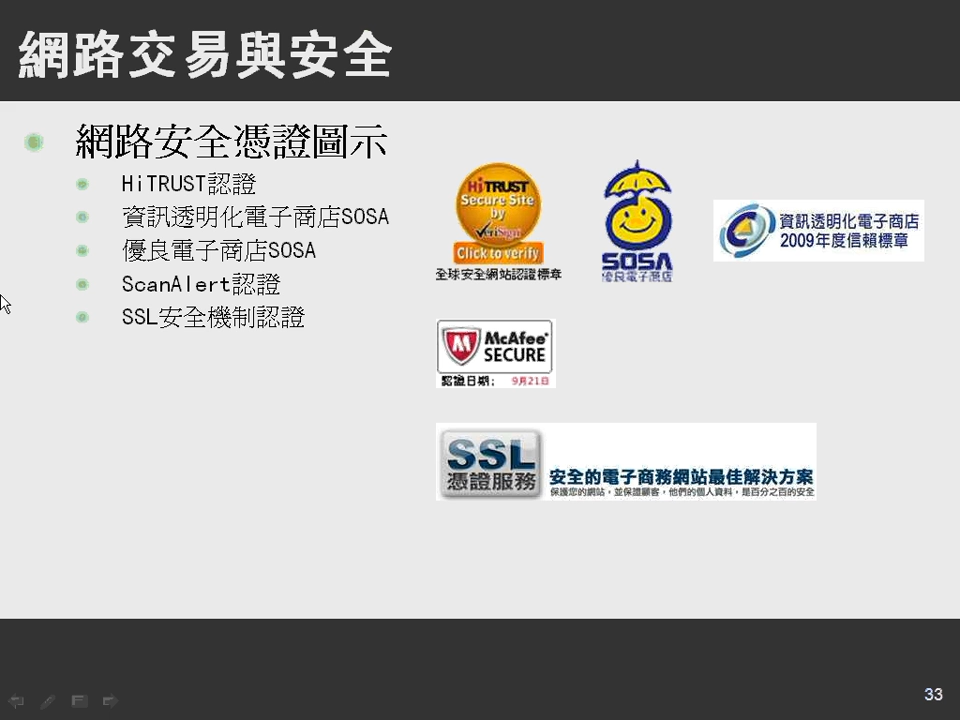 網路交易與安全
網路安全憑證圖示
HiTRUST認證
資訊透明化電子商店SOSA
優良電子商店SOSA
ScanAlert認證
SSL安全機制認證
HiTRUST
Secure Site
by
VeriSign
Click to verify
全球安全網站認證標章
SOSA
優良電子商店
資訊透明化電子商店
2009年度信賴標章
McAfee
SECURE
認證日期: 9月21日
SSL
憑證服務
安全的電子商務網站最佳解決方案
保護您的網站，並保證顧客，他們的個人資料，是百分之百的安全
33